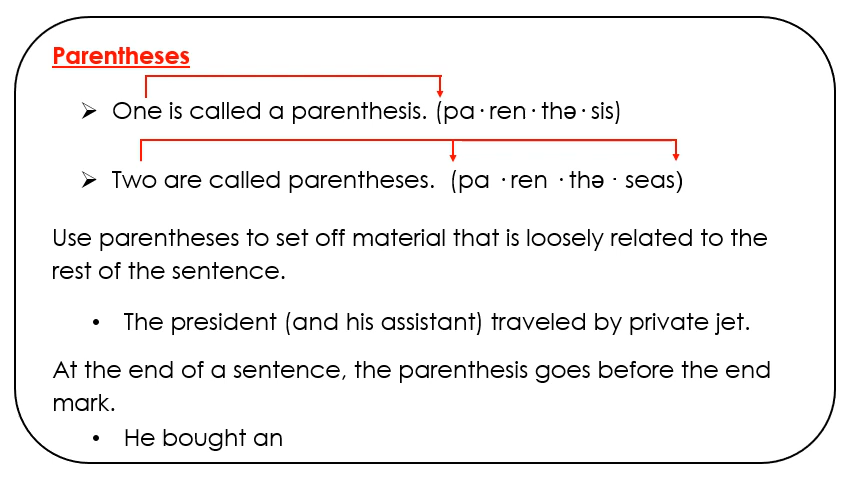 Parentheses
➢ One is called a parenthesis. (pa · ren · thə · sis)
➢ Two are called parentheses. (pa · ren · thə · seas)
Use parentheses to set off material that is loosely related to the
rest of the sentence.
• The president (and his assistant) traveled by private jet.
At the end of a sentence, the parenthesis goes before the end
mark.
• He bought an